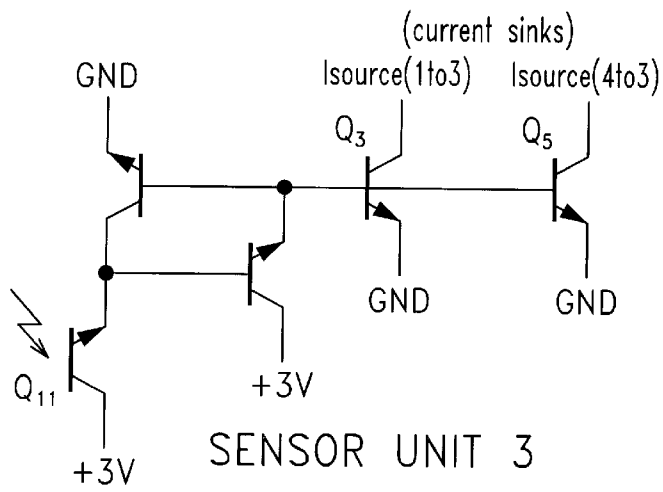 (current sinks)
GND
Isource(1to3)
Isource(4to3)
Q3
Q5
GND
GND
Q11
+3V
+3V
SENSOR UNIT 3